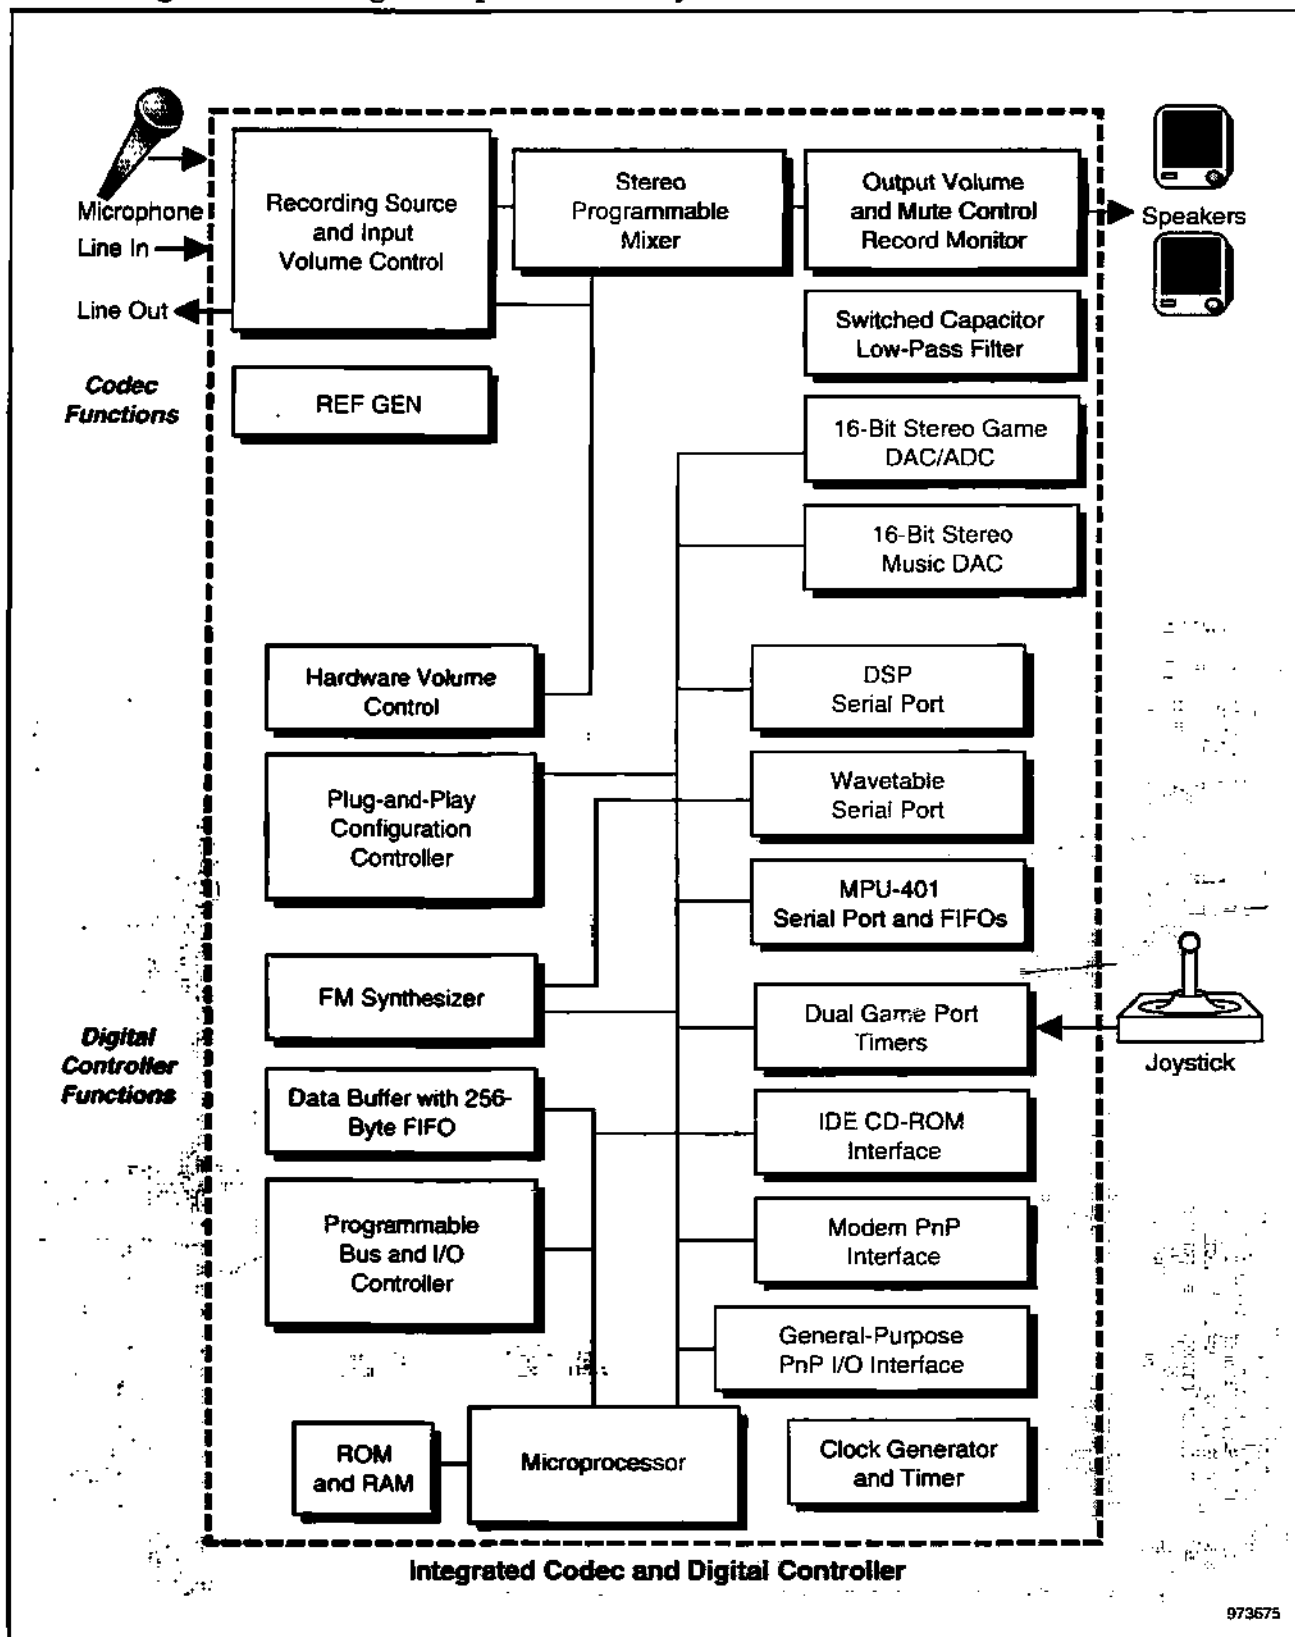 Microphone
Line In
Line Out
Recording Source
and Input
Volume Control
Stereo
Programmable
Mixer
Output Volume
and Mute Control
Record Monitor
Speakers
Switched Capacitor
Low-Pass Filter
Codec
Functions
REF GEN
16-Bit Stereo Game
DAC/ADC
16-Bit Stereo
Music DAC
Hardware Volume
Control
DSP
Serial Port
Plug-and-Play
Configuration
Controller
Wavetable
Serial Port
MPU-401
Serial Port and FIFOs
FM Synthesizer
Dual Game Port
Timers
Joystick
Digital
Controller
Functions
Data Buffer with 256-
Byte FIFO
IDE CD-ROM
Interface
Programmable
Bus and I/O
Controller
Modem PnP
Interface
General-Purpose
PnP I/O Interface
ROM
and RAM
Microprocessor
Clock Generator
and Timer
Integrated Codec and Digital Controller
973675